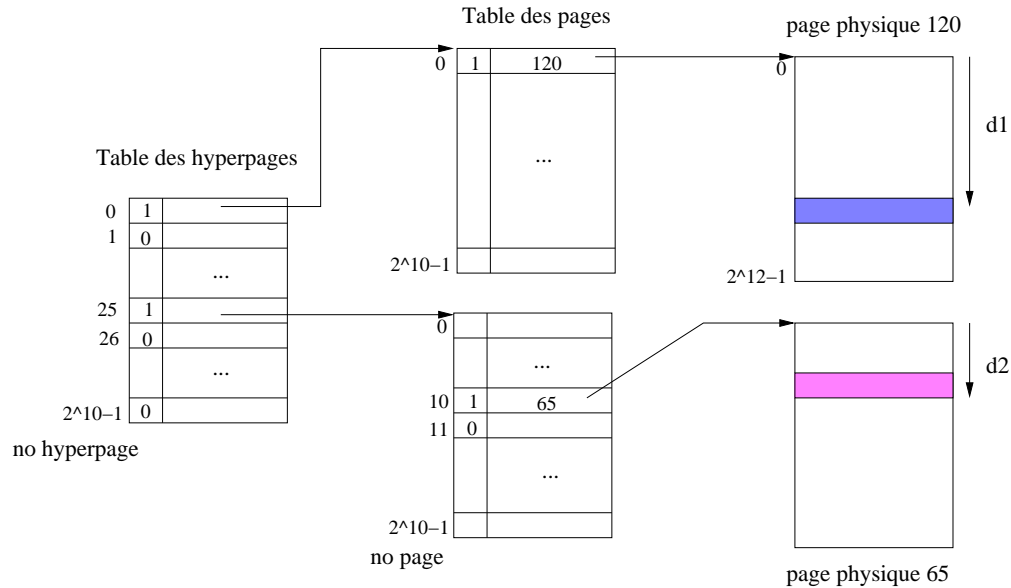 Table des pages
page physique 120
0 1 120
0
d1
...
Table des hyperpages
0 1
1 0
...
2^10–1
2^12–1
25 1
26 0
...
2^10–1 0
no hyperpage
0
...
10 1 65
11 0
...
2^10–1
no page
d2
page physique 65